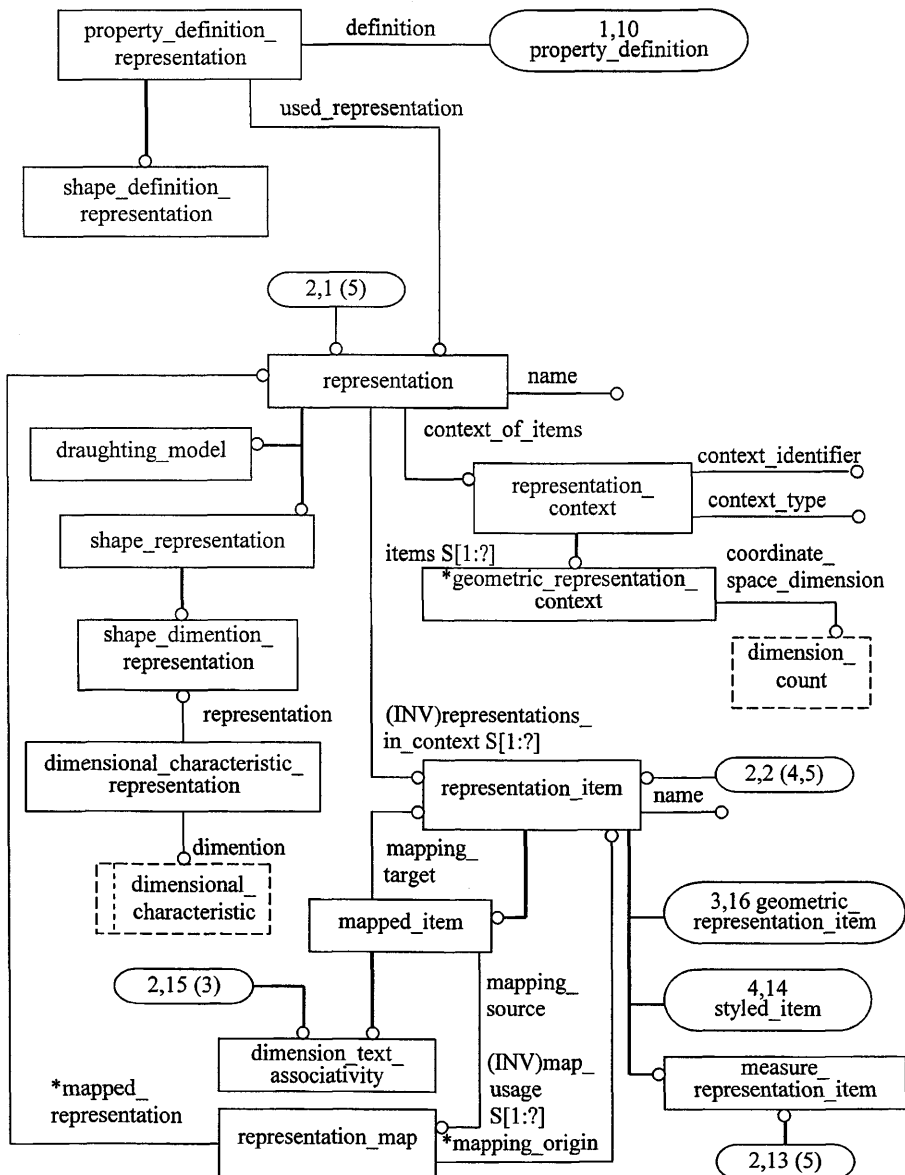 property_definition_
representation
definition
1,10
property_definition
used_representation
shape_definition_
representation
2,1 (5)
representation
name
draughting_model
context_of_items
representation_
context
context_identifier
context_type
shape_representation
items S[1:?]
*geometric_representation_
context
coordinate_
space_dimension
dimension_
count
shape_dimention_
representation
representation
(INV)representations_
in_context S[1:?]
dimensional_characteristic_
representation
representation_item
2,2 (4,5)
name
dimention
dimensional_
characteristic
mapping_
target
mapped_item
3,16 geometric_
representation_item
2,15 (3)
mapping_
source
4,14
styled_item
dimension_text_
associativity
(INV)map_
usage
S[1:?]
measure_
representation_item
*mapped_
representation
representation_map
*mapping_origin
2,13 (5)